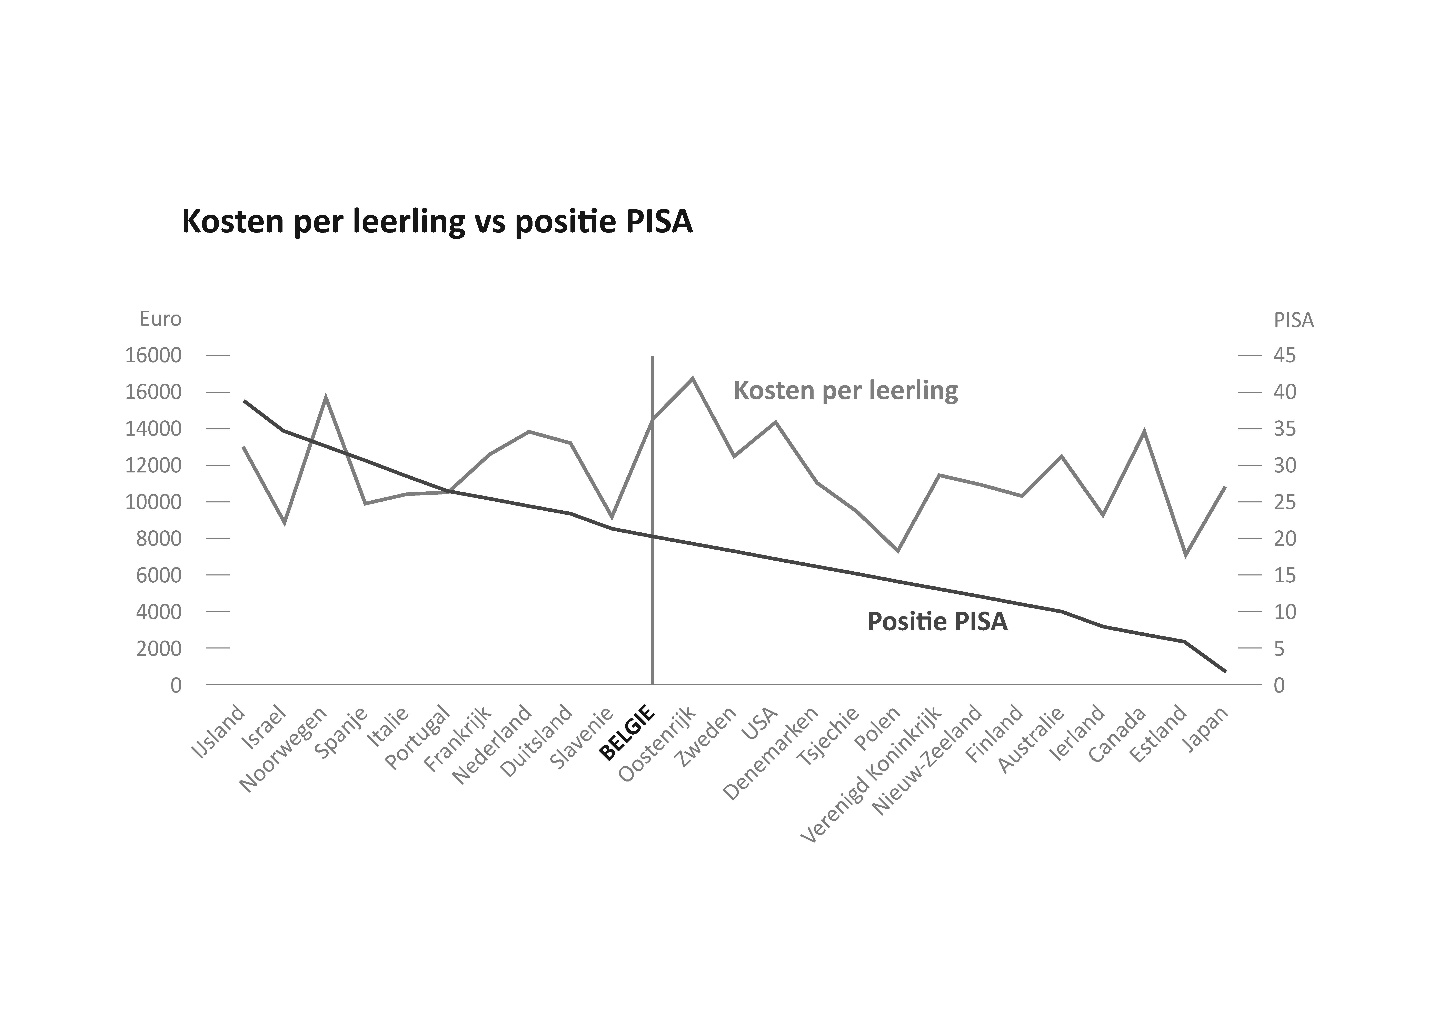 Kosten per leerling vs positie PISA
Euro
PISA
16000
45
16000
40
14000
35
12000
30
10000
25
8000
20
6000
15
4000
10
2000
5
0
0
Kosten per leerling
Positie PISA
IJsland
Israel
Noorwegen
Spanje
Italie
Portugal
Frankrijk
Nederland
Duitsland
Slavenie
BELGIE
Oostenrijk
Zweden
USA
Denemarken
Tsjechie
Polen
Verenigd Koninkrijk
Nieuw-Zeeland
Finland
Australie
Ierland
Canada
Estland
Japan